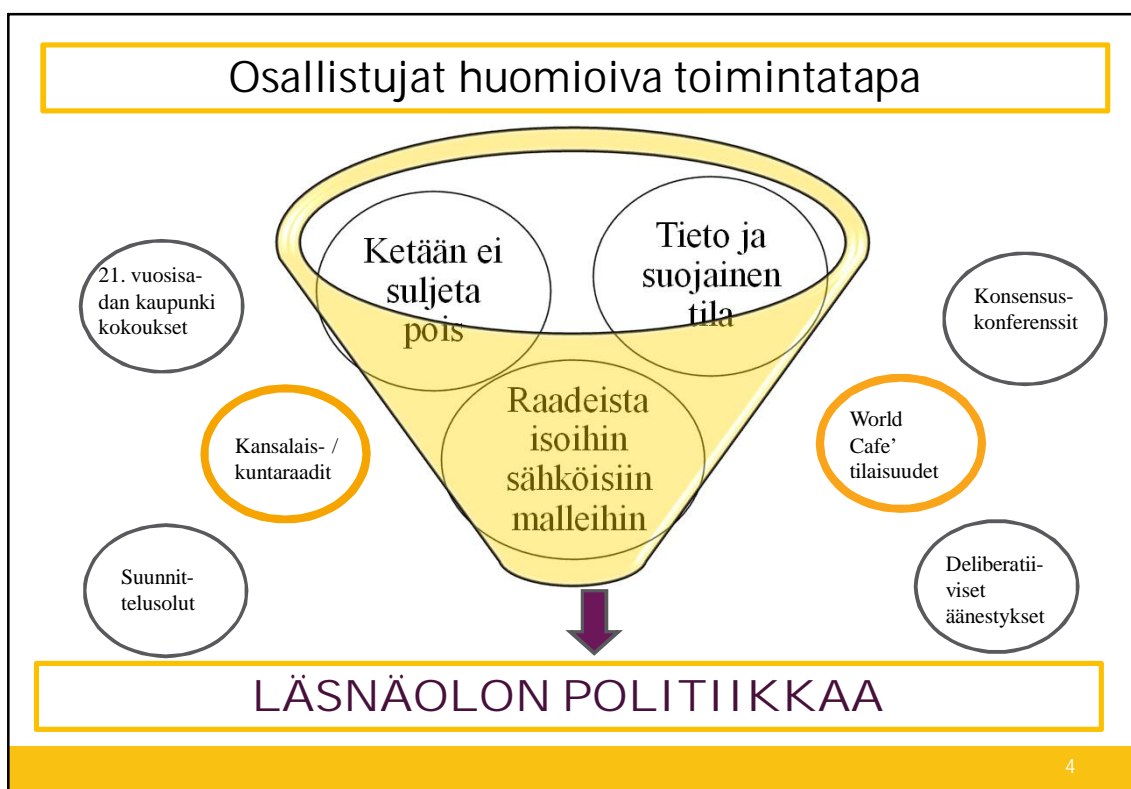 Osallistujat huomioiva toimintatapa
Ketään ei
suljeta
pois
Tieto ja
suojainen
tila
Raadeista
isoihin
sähköisiin
malleihin
21. vuosisa-
dan kaupunki
kokoukset
Kansalais- /
kuntaraadit
Suunnit-
telusolut
Konsensus-
konferenssit
World
Cafe'
tilaisuudet
Deliberatii-
viset
äänestykset
LÄSNÄOLON POLITIIKKAA
4